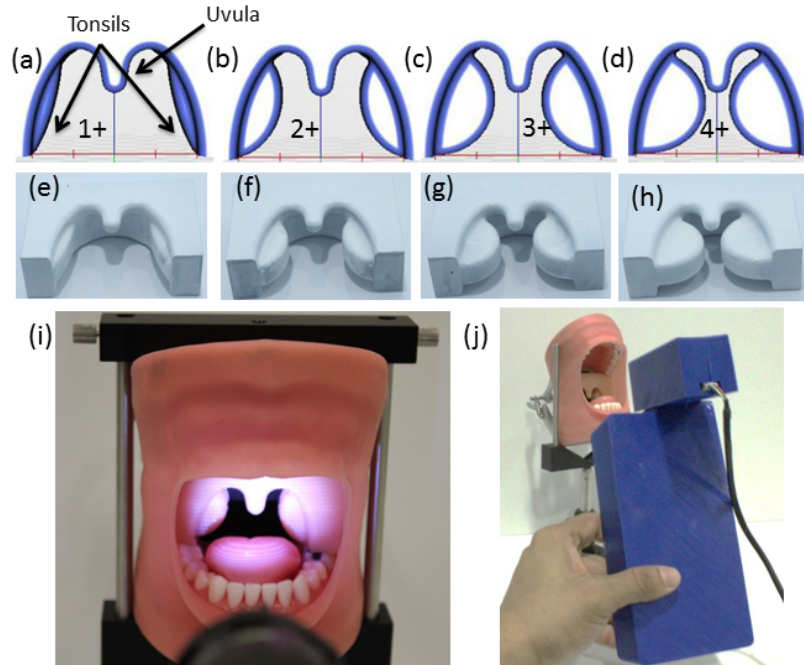 Tonsils
Uvula
(a)
(b)
(c)
(d)
1+
2+
3+
4+
(e)
(f)
(g)
(h)
(i)
(j)